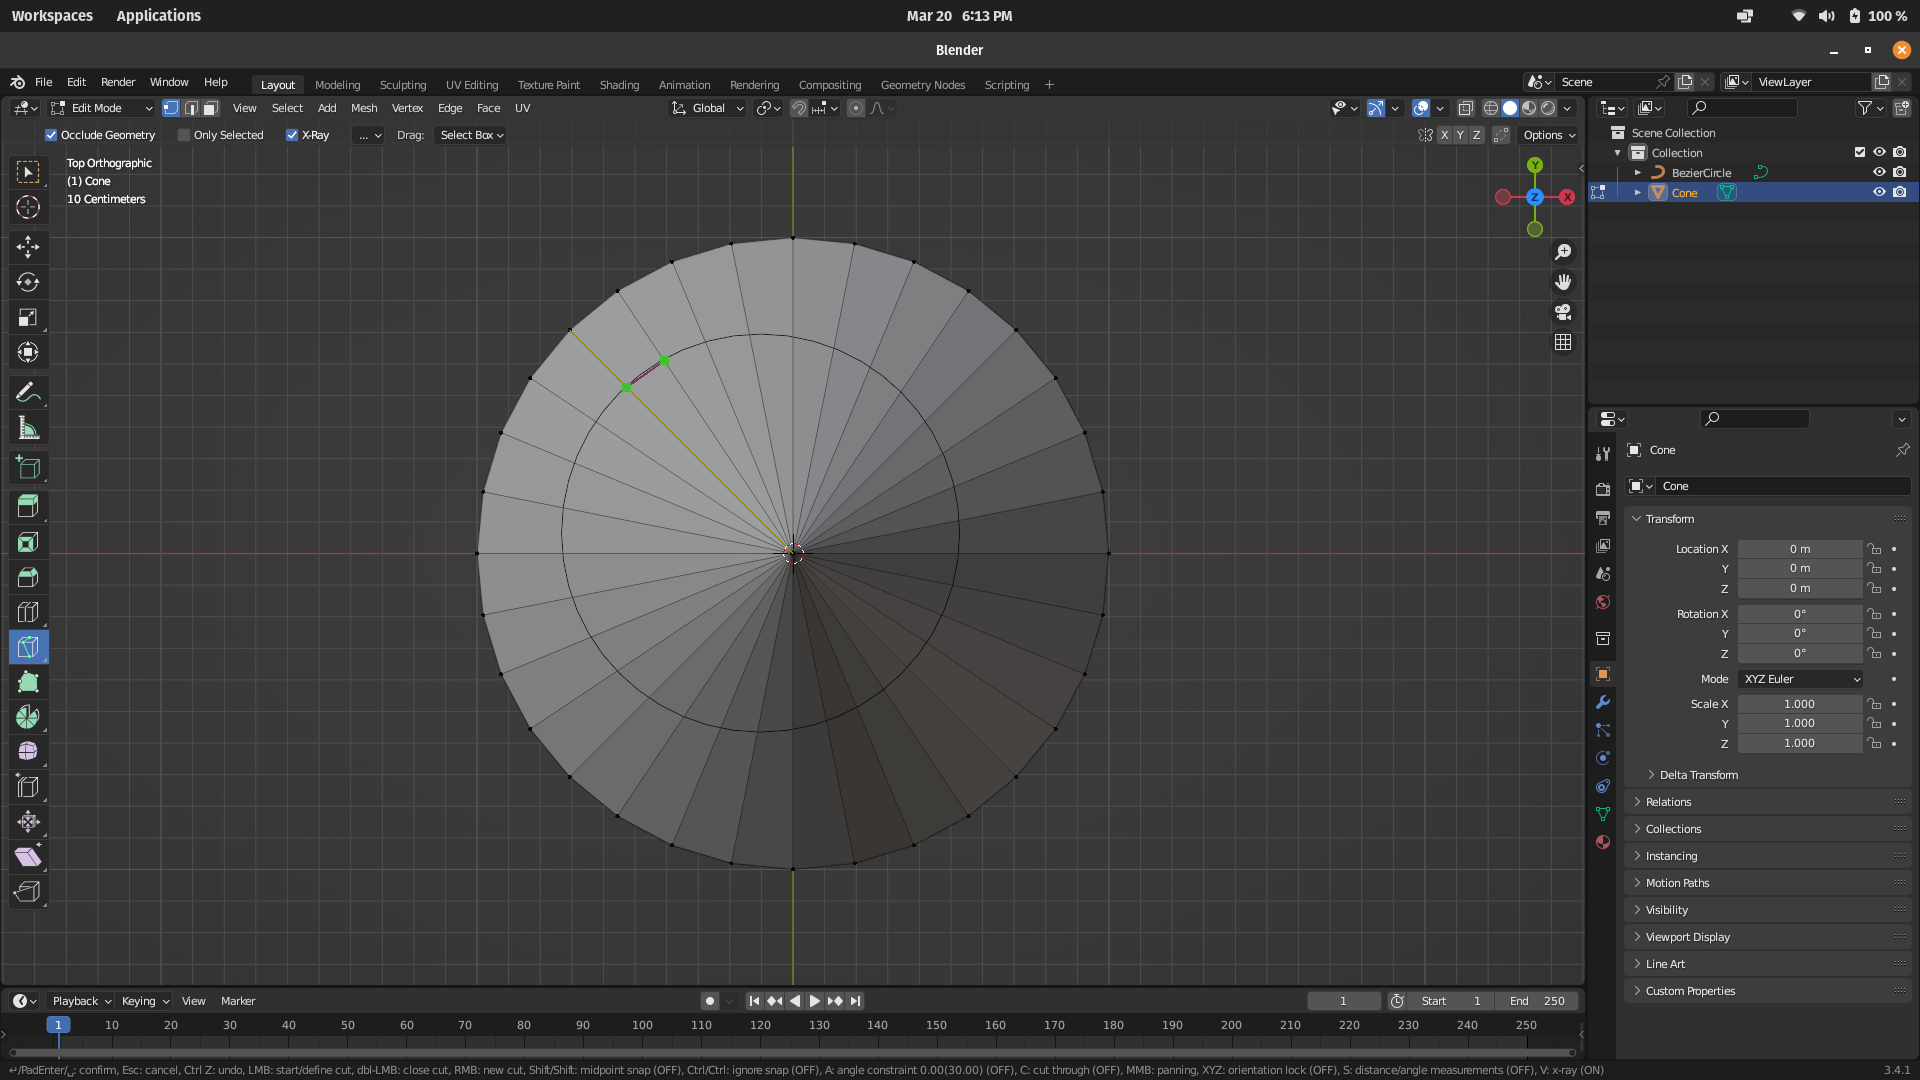 Workspaces Applications Mar 20 6:13 PM 100 %
Blender
File Edit Render Window Help Layout Modeling Sculpting UV Editing Texture Paint Shading Animation Rendering Compositing Geometry Nodes Scripting + Scene ViewLayer
Edit Mode View Select Add Mesh Vertex Edge Face UV Global
Occlude Geometry Only Selected X-Ray ... Drag: Select Box X Y Z Options
Top Orthographic
(1) Cone
10 Centimeters
Y
Z
X
Scene Collection
Collection
BezierCircle
Cone
Cone
Cone
Transform
Location X 0 m
Y 0 m
Z 0 m
Rotation X 0°
Y 0°
Z 0°
Mode XYZ Euler
Scale X 1.000
Y 1.000
Z 1.000
Delta Transform
Relations
Collections
Instancing
Motion Paths
Visibility
Viewport Display
Line Art
Custom Properties
Playback Keying View Marker 1 Start 1 End 250
1 10 20 30 40 50 60 70 80 90 100 110 120 130 140 150 160 170 180 190 200 210 220 230 240 250
↵/PadEnter/␣: confirm, Esc: cancel, Ctrl Z: undo, LMB: start/define cut, dbl-LMB: close cut, RMB: new cut, Shift/Shift: midpoint snap (OFF), Ctrl/Ctrl: ignore snap (OFF), A: angle constraint 0.00(30.00) (OFF), C: cut through (OFF), MMB: panning, XYZ: orientation lock (OFF), S: distance/angle measurements (OFF), V: x-ray (ON) 3.4.1